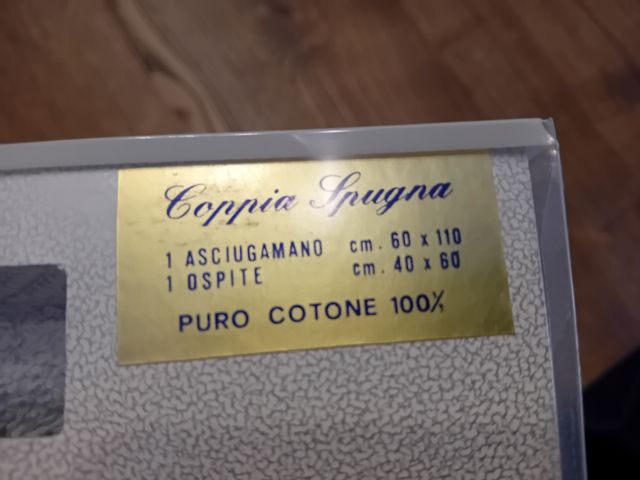 Coppia Spugna
1 ASCIUGAMANO cm. 60 x 110
1 OSPITE cm. 40 x 60
PURO COTONE 100%